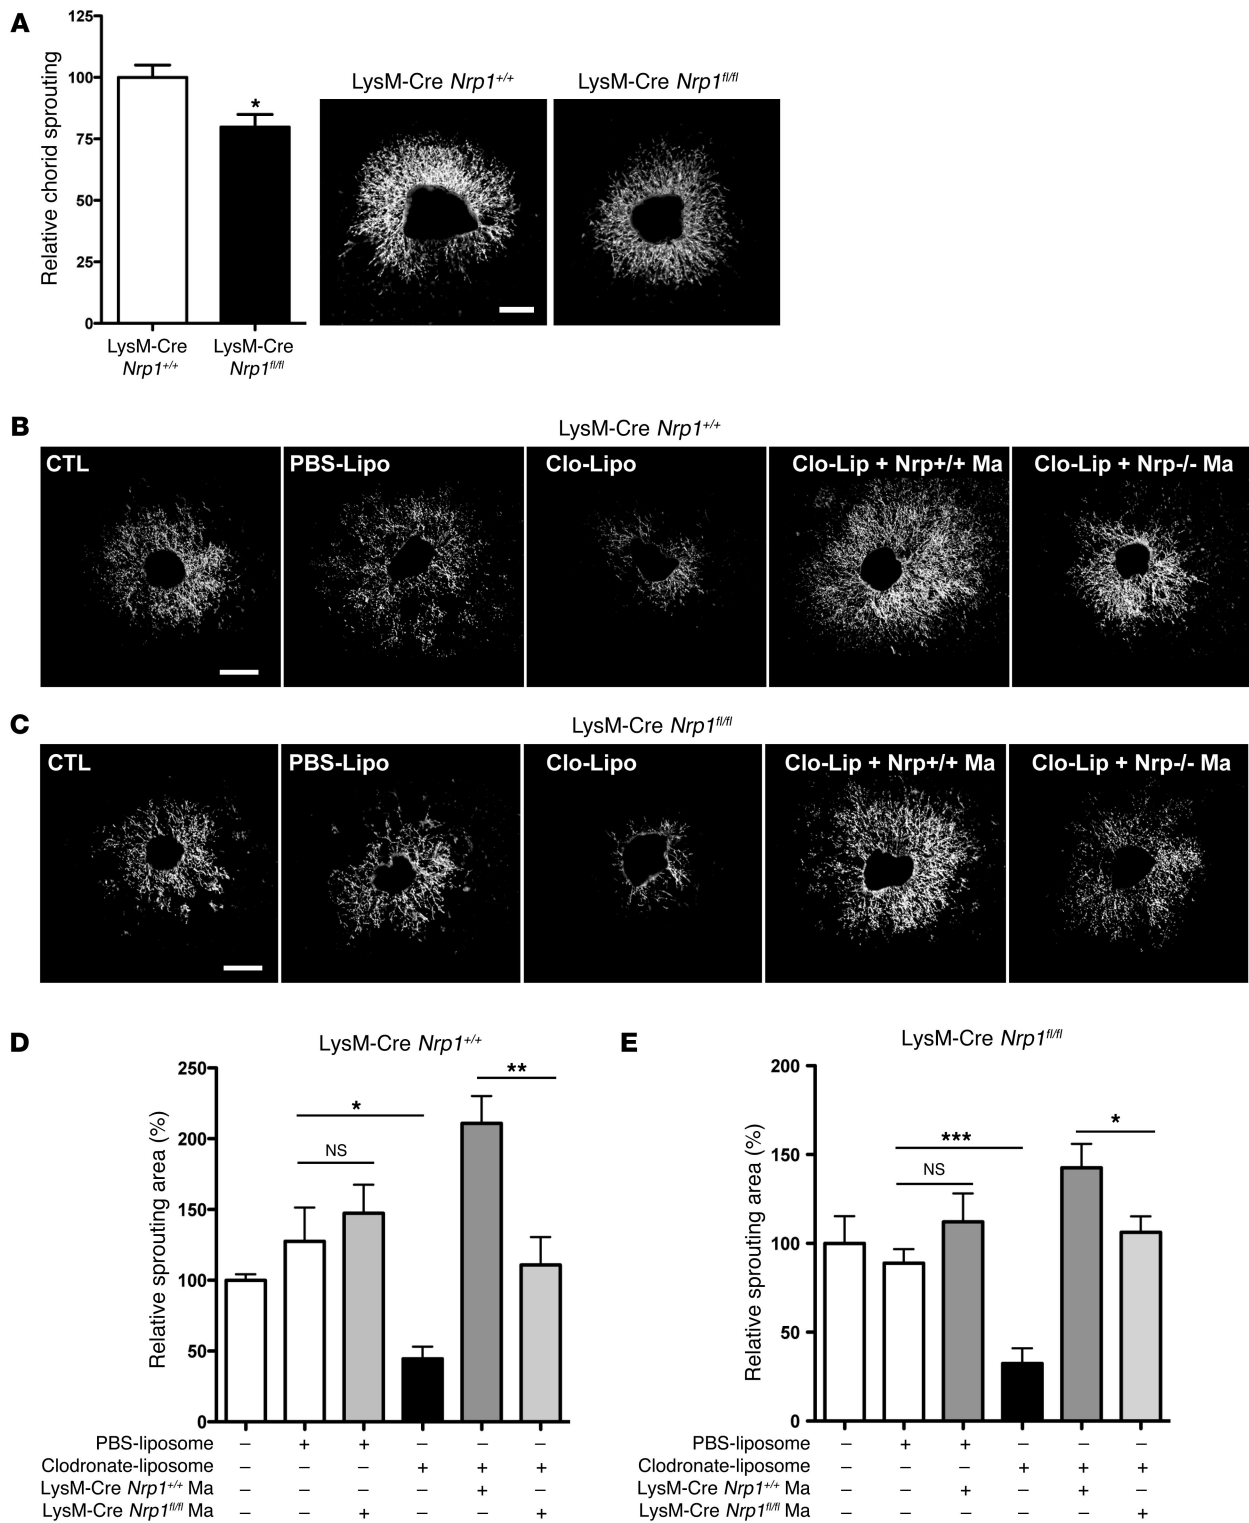 A
Relative chorid sprouting
125
100
75
50
25
0
*
LysM-Cre
Nrp1+/+
LysM-Cre
Nrp1fl/fl
LysM-Cre Nrp1+/+
LysM-Cre Nrp1fl/fl
B
LysM-Cre Nrp1+/+
CTL
PBS-Lipo
Clo-Lipo
Clo-Lip + Nrp+/+ Ma
Clo-Lip + Nrp-/- Ma
C
LysM-Cre Nrp1fl/fl
CTL
PBS-Lipo
Clo-Lipo
Clo-Lip + Nrp+/+ Ma
Clo-Lip + Nrp-/- Ma
D
LysM-Cre Nrp1+/+
Relative sprouting area (%)
250
200
150
100
50
0
*
NS
**
PBS-liposome – + + – – –
Clodronate-liposome – – – + + +
LysM-Cre Nrp1+/+ Ma – – – – + –
LysM-Cre Nrp1fl/fl Ma – – + – – +
E
LysM-Cre Nrp1fl/fl
Relative sprouting area (%)
200
150
100
50
0
***
NS
*
PBS-liposome – + + – – –
Clodronate-liposome – – – + + +
LysM-Cre Nrp1+/+ Ma – – + – + –
LysM-Cre Nrp1fl/fl Ma – – – – – +